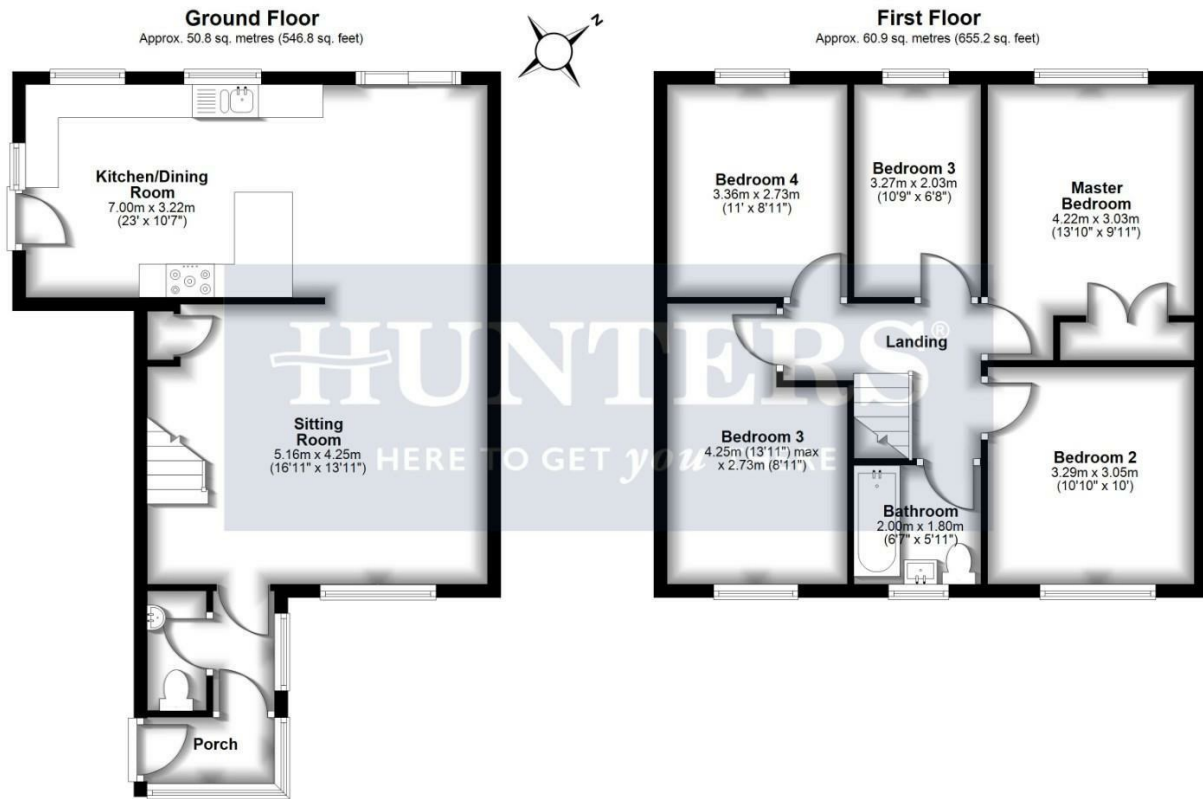 Ground Floor
Approx. 50.8 sq. metres (546.8 sq. feet)
N
First Floor
Approx. 60.9 sq. metres (655.2 sq. feet)
Kitchen/Dining
Room
7.00m x 3.22m
(23' x 10'7")
Sitting
Room
5.16m x 4.25m
(16'11" x 13'11")
Porch
Bedroom 4
3.36m x 2.73m
(11' x 8'11")
Bedroom 3
3.27m x 2.03m
(10'9" x 6'8")
Master
Bedroom
4.22m x 3.03m
(13'10" x 9'11")
Landing
Bedroom 3
4.25m (13'11") max
x 2.73m (8'11")
Bathroom
2.00m x 1.80m
(6'7" x 5'11")
Bedroom 2
3.29m x 3.05m
(10'10" x 10')
HUNTERS®
HERE TO GET you